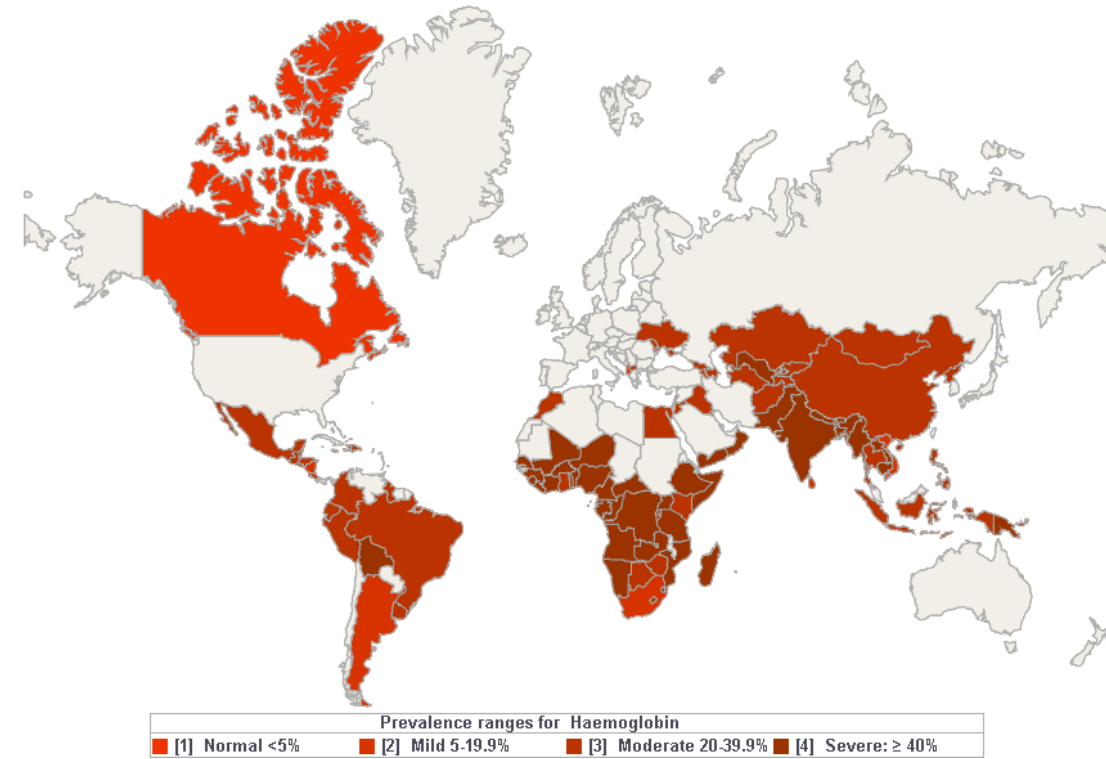 Prevalence ranges for Haemoglobin
[1] Normal <5% [2] Mild 5-19.9% [3] Moderate 20-39.9% [4] Severe: ≥ 40%